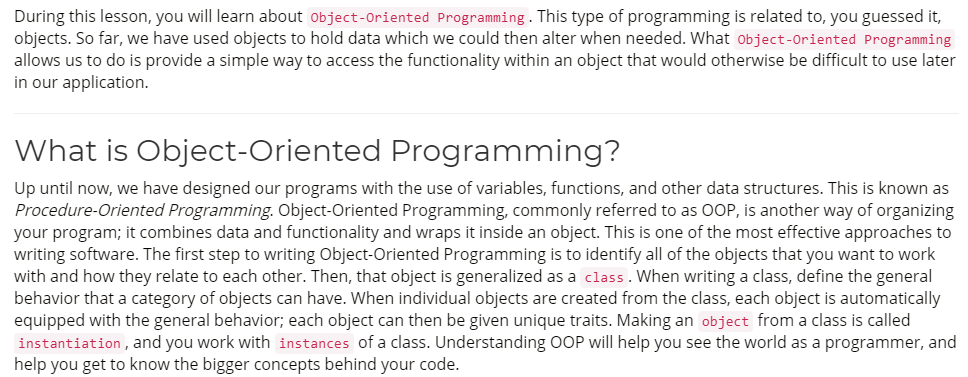 During this lesson, you will learn about Object-Oriented Programming. This type of programming is related to, you guessed it,
objects. So far, we have used objects to hold data which we could then alter when needed. What Object-Oriented Programming
allows us to do is provide a simple way to access the functionality within an object that would otherwise be difficult to use later
in our application.
What is Object-Oriented Programming?
Up until now, we have designed our programs with the use of variables, functions, and other data structures. This is known as
Procedure-Oriented Programming. Object-Oriented Programming, commonly referred to as OOP, is another way of organizing
your program; it combines data and functionality and wraps it inside an object. This is one of the most effective approaches to
writing software. The first step to writing Object-Oriented Programming is to identify all of the objects that you want to work
with and how they relate to each other. Then, that object is generalized as a class. When writing a class, define the general
behavior that a category of objects can have. When individual objects are created from the class, each object is automatically
equipped with the general behavior; each object can then be given unique traits. Making an object from a class is called
instantiation, and you work with instances of a class. Understanding OOP will help you see the world as a programmer, and
help you get to know the bigger concepts behind your code.